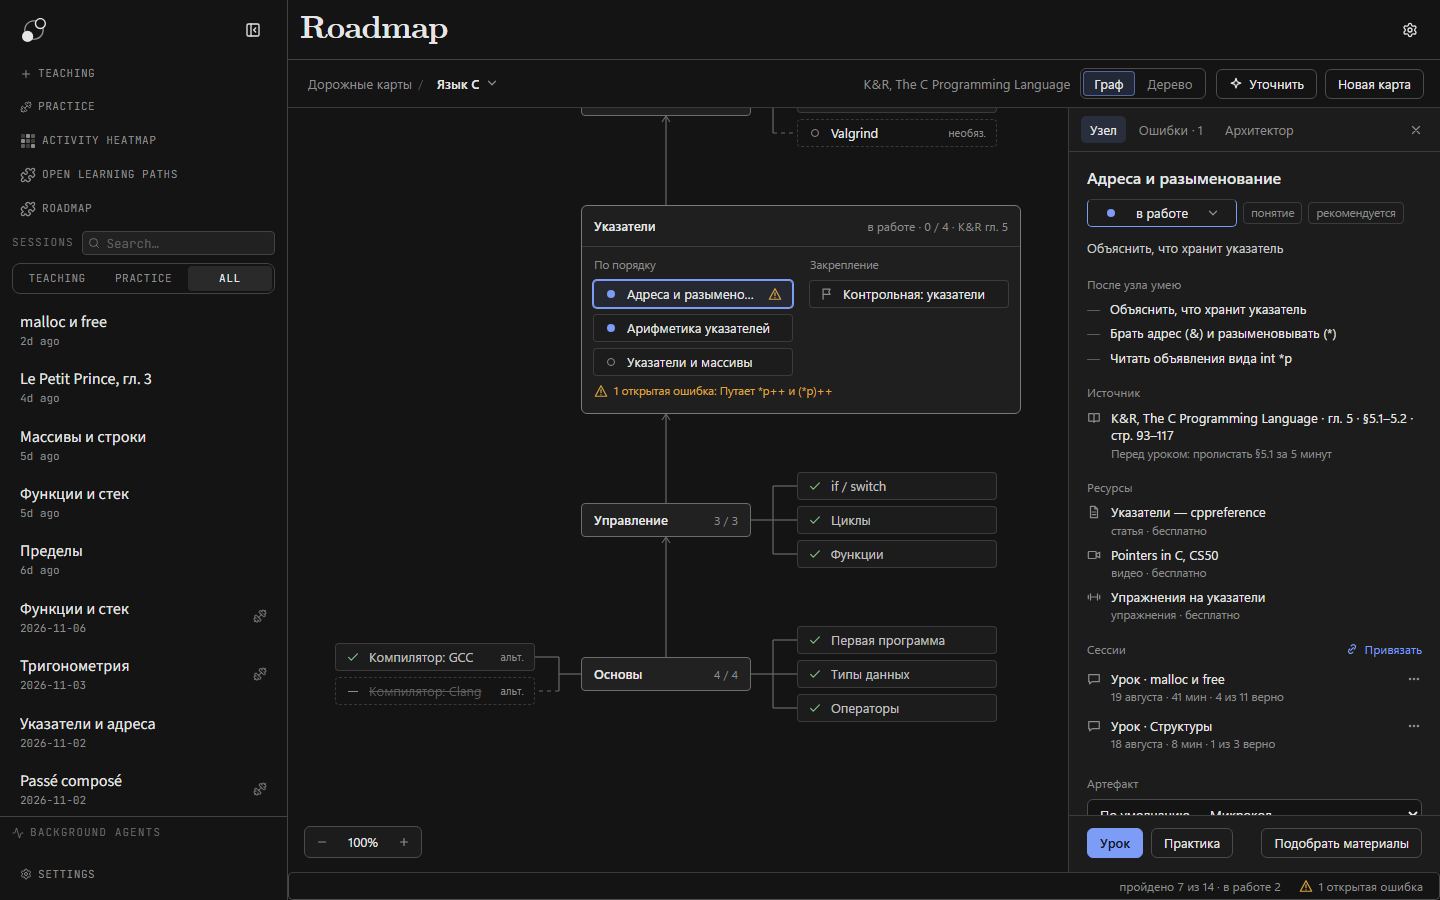 Roadmap
TEACHING
PRACTICE
ACTIVITY HEATMAP
OPEN LEARNING PATHS
ROADMAP
SESSIONS
Search...
TEACHING
PRACTICE
ALL
malloc и free
2d ago
Le Petit Prince, гл. 3
4d ago
Массивы и строки
5d ago
Функции и стек
5d ago
Пределы
6d ago
Функции и стек
2026-11-06
Тригонометрия
2026-11-03
Указатели и адреса
2026-11-02
Passé composé
2026-11-02
BACKGROUND AGENTS
SETTINGS
Дорожные карты / Язык C
K&R, The C Programming Language
Граф
Дерево
Уточнить
Новая карта
Valgrind необяз.
Указатели
в работе · 0 / 4 · K&R гл. 5
По порядку
Закрепление
Адреса и разымено...
Контрольная: указатели
Арифметика указателей
Указатели и массивы
1 открытая ошибка: Путает *p++ и (*p)++
Управление 3 / 3
if / switch
Циклы
Функции
Компилятор: GCC альт.
Компилятор: Clang альт.
Основы 4 / 4
Первая программа
Типы данных
Операторы
− 100% +
Узел
Ошибки · 1
Архитектор
Адреса и разыменование
в работе
понятие
рекомендуется
Объяснить, что хранит указатель
После узла умею
— Объяснить, что хранит указатель
— Брать адрес (&) и разыменовывать (*)
— Читать объявления вида int *p
Источник
K&R, The C Programming Language · гл. 5 · §5.1–5.2 ·
стр. 93–117
Перед уроком: пролистать §5.1 за 5 минут
Ресурсы
Указатели — cppreference
статья · бесплатно
Pointers in C, CS50
видео · бесплатно
Упражнения на указатели
упражнения · бесплатно
Сессии
Привязать
Урок · malloc и free
19 августа · 41 мин · 4 из 11 верно
Урок · Структуры
18 августа · 8 мин · 1 из 3 верно
Артефакт
По умолчанию — Микрокод
Урок
Практика
Подобрать материалы
пройдено 7 из 14 · в работе 2
1 открытая ошибка